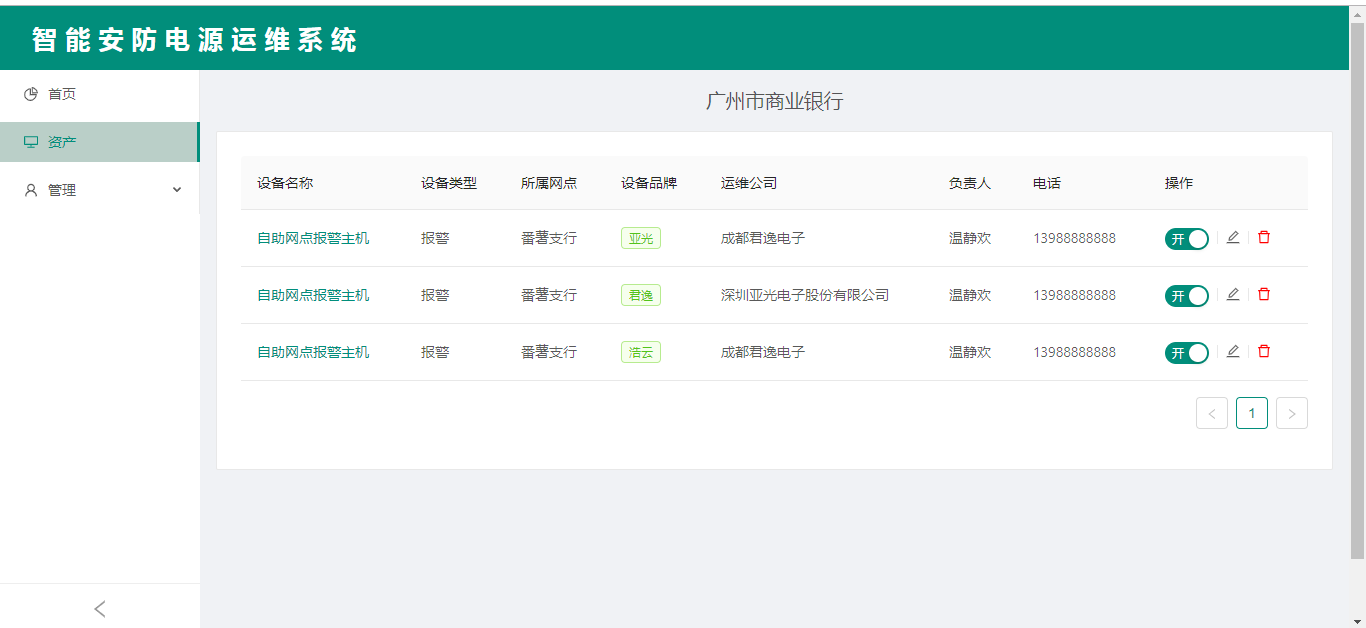 智能安防电源运维系统
首页
资产
管理
广州市商业银行
设备名称 设备类型 所属网点 设备品牌 运维公司 负责人 电话 操作
自助网点报警主机 报警 番薯支行 亚光 成都君逸电子 温静欢 13988888888 开
自助网点报警主机 报警 番薯支行 君逸 深圳亚光电子股份有限公司 温静欢 13988888888 开
自助网点报警主机 报警 番薯支行 浩云 成都君逸电子 温静欢 13988888888 开
1